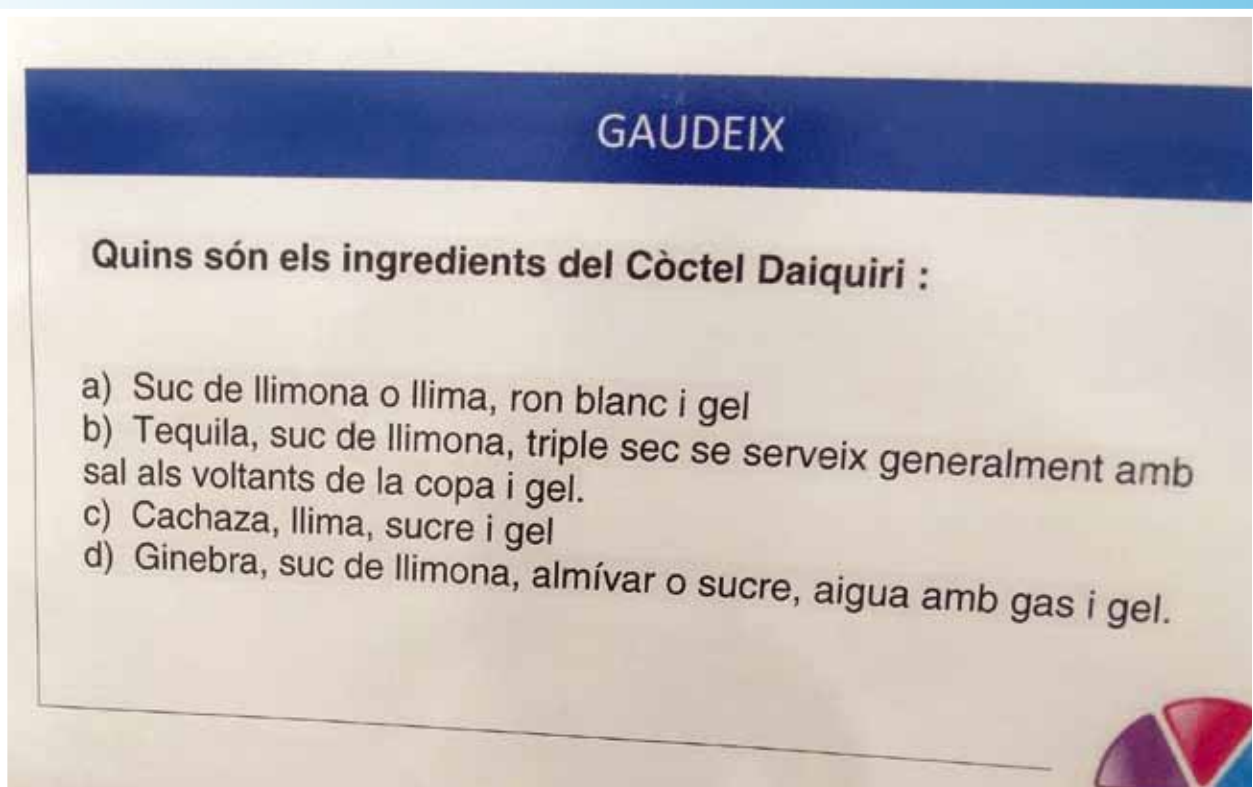 GAUDEIX
Quins són els ingredients del Còctel Daiquiri :
a) Suc de llimona o llima, ron blanc i gel
b) Tequila, suc de llimona, triple sec se serveix generalment amb
sal als voltants de la copa i gel.
c) Cachaza, llima, sucre i gel
d) Ginebra, suc de llimona, almívar o sucre, aigua amb gas i gel.